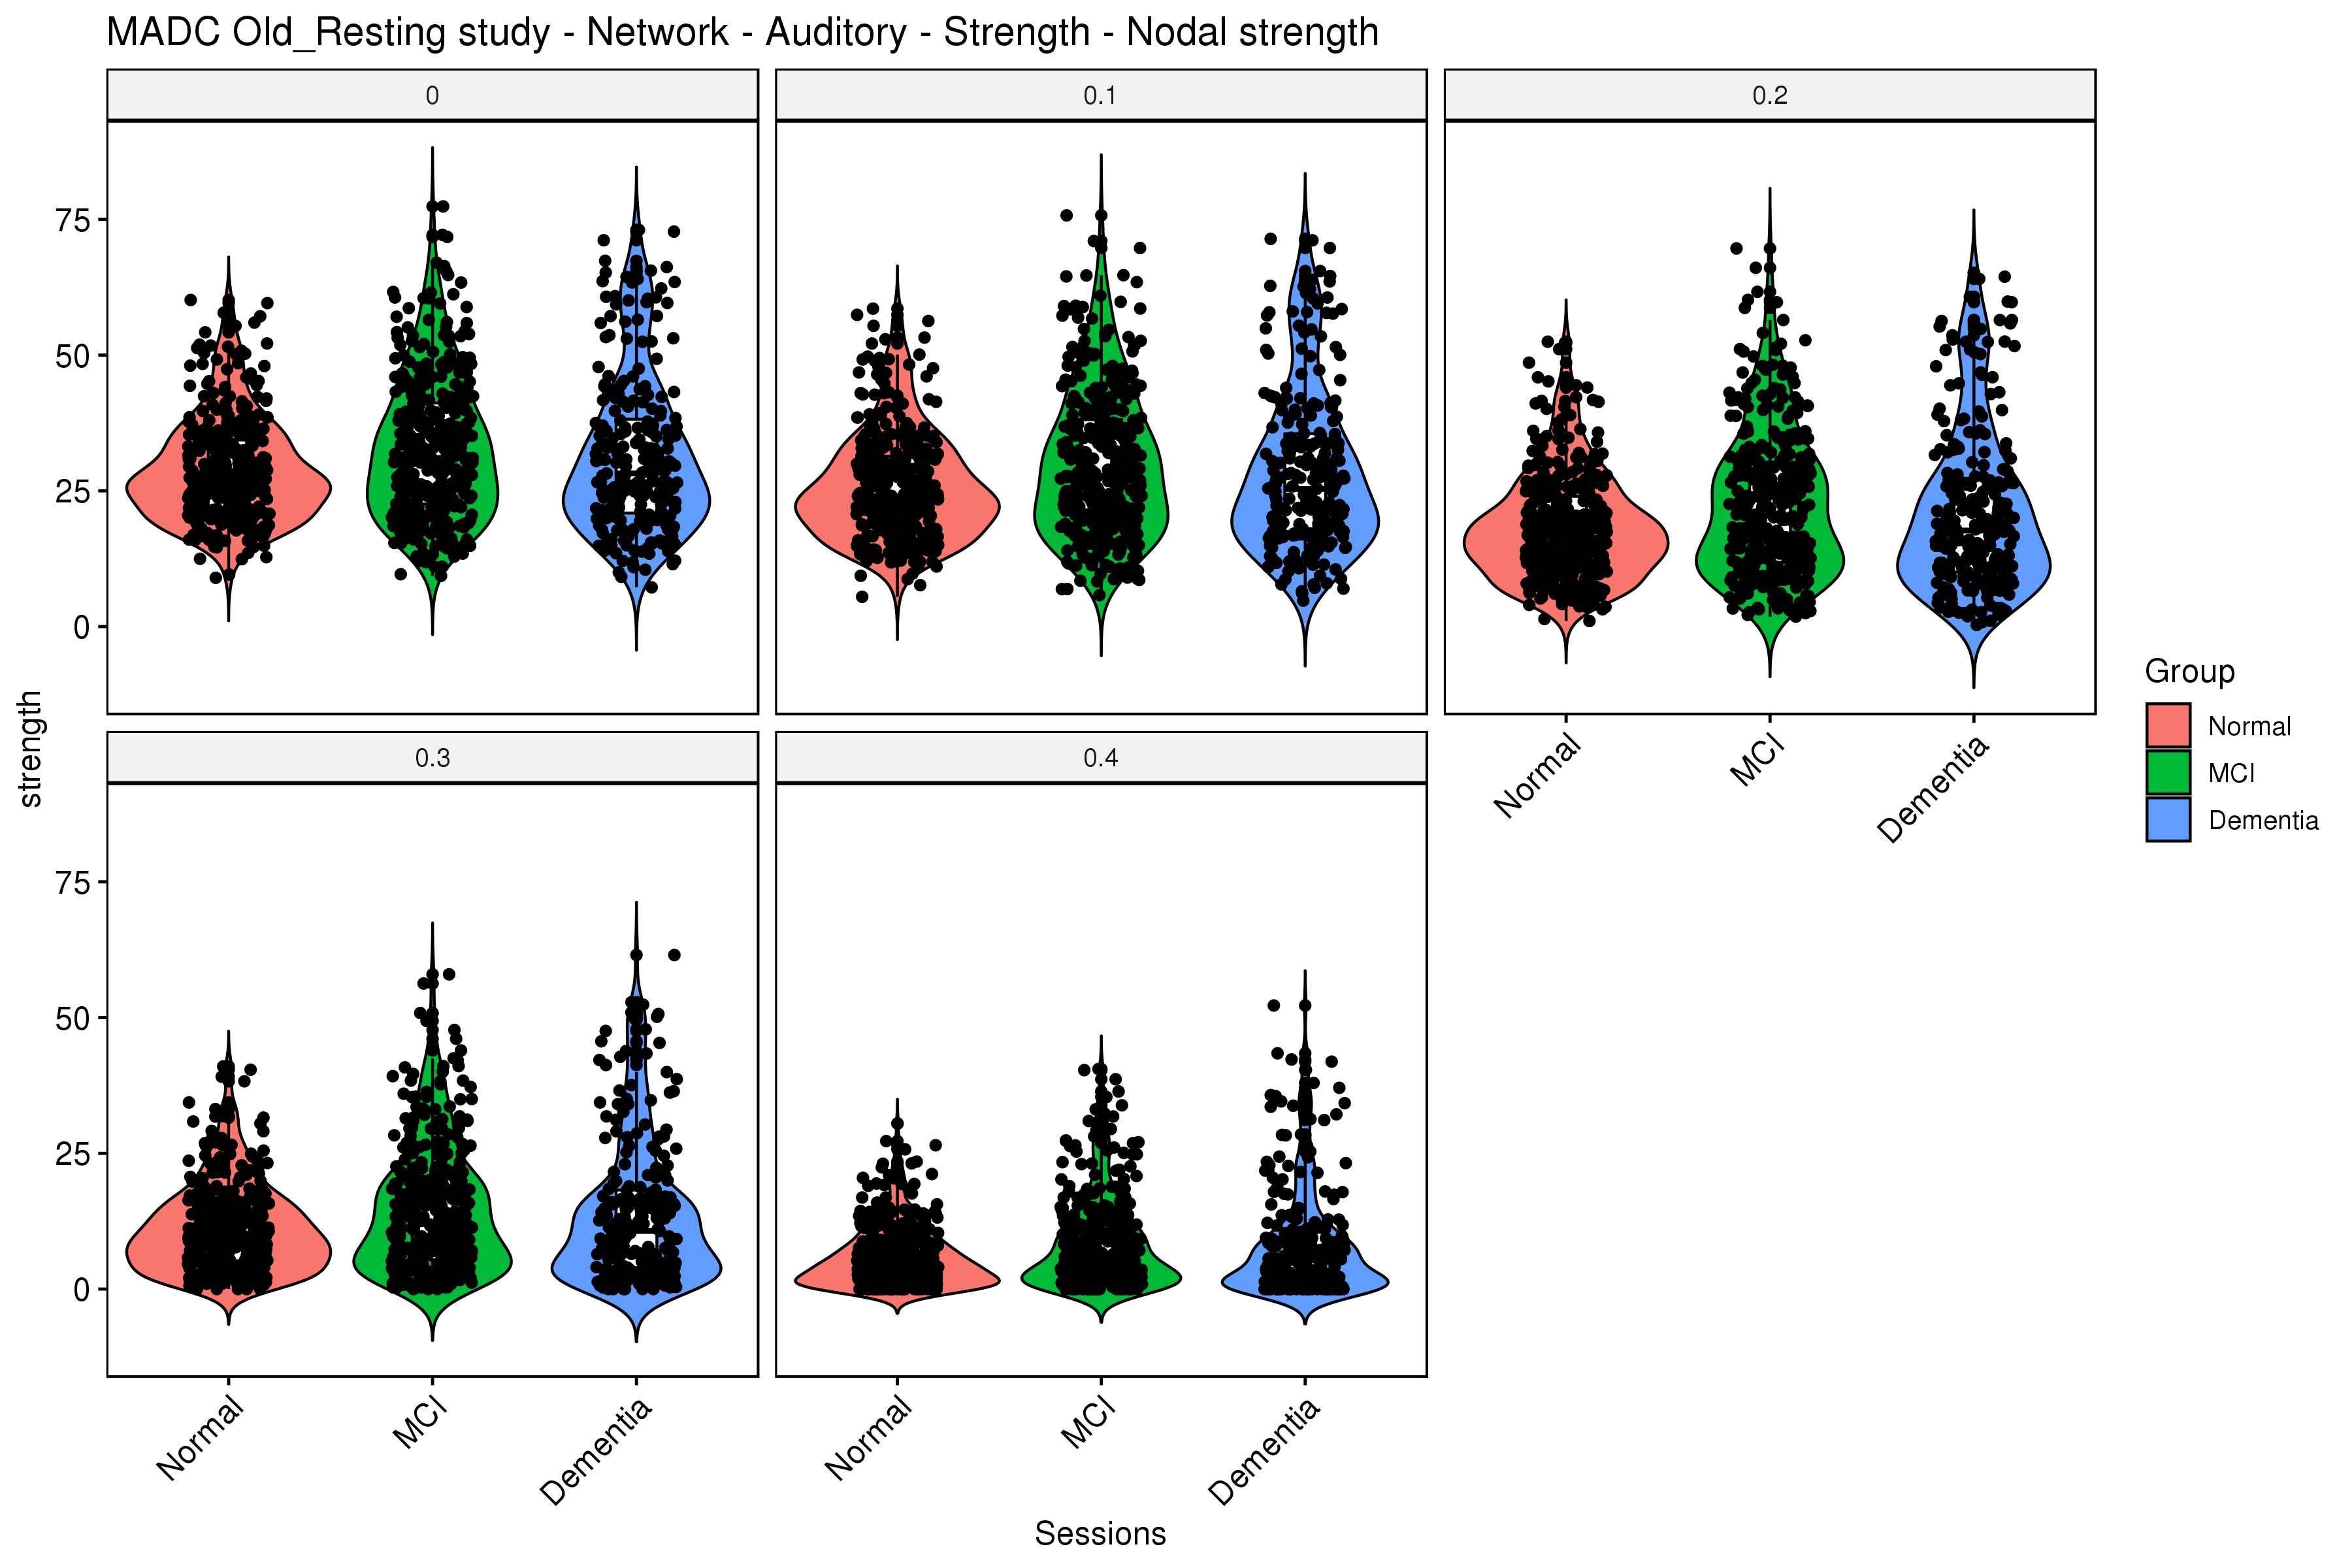 MADC Old_Resting study - Network - Auditory - Strength - Nodal strength
0
0.1
0.2
75
50
25
0
strength
Normal
MCI
Dementia
Group
Normal
MCI
Dementia
0.3
0.4
75
50
25
0
Normal
MCI
Dementia
Normal
MCI
Dementia
Sessions